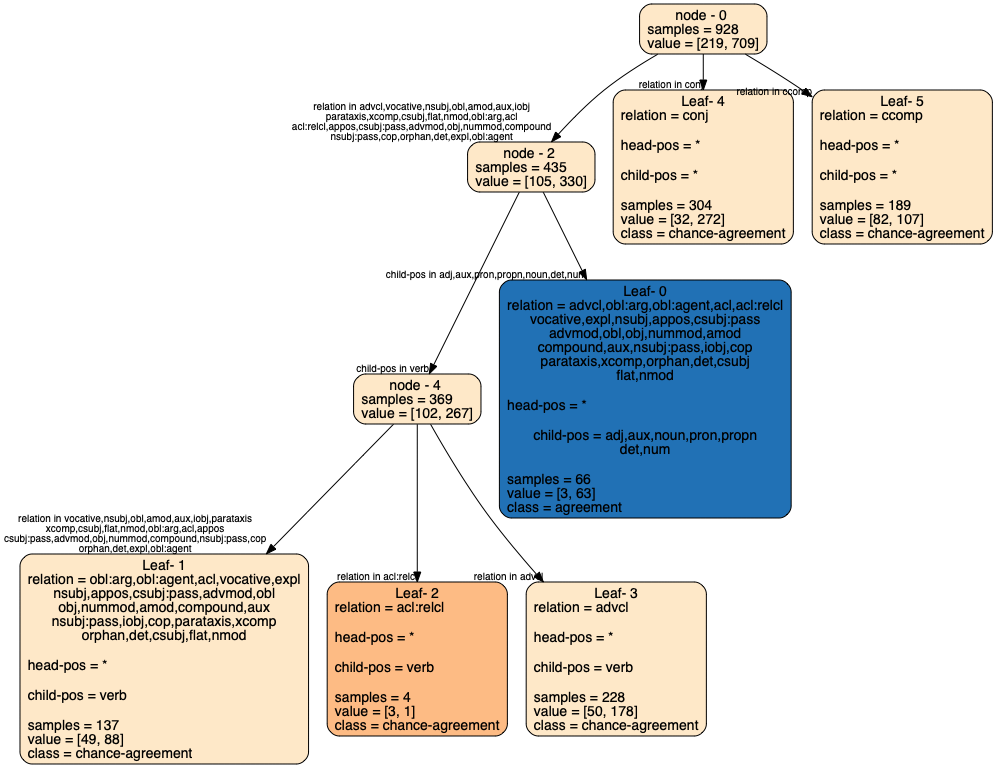 node - 0
samples = 928
value = [219, 709]
relation in conj
relation in ccomp
relation in advcl,vocative,nsubj,obl,amod,aux,iobj
parataxis,xcomp,csubj,flat,nmod,obl:arg,acl
acl:relcl,appos,csubj:pass,advmod,obj,nummod,compound
nsubj:pass,cop,orphan,det,expl,obl:agent
Leaf- 4
relation = conj
head-pos = *
child-pos = *
samples = 304
value = [32, 272]
class = chance-agreement
Leaf- 5
relation = ccomp
head-pos = *
child-pos = *
samples = 189
value = [82, 107]
class = chance-agreement
node - 2
samples = 435
value = [105, 330]
child-pos in adj,aux,pron,propn,noun,det,num
Leaf- 0
relation = advcl,obl:arg,obl:agent,acl,acl:relcl
vocative,expl,nsubj,appos,csubj:pass
advmod,obl,obj,nummod,amod
compound,aux,nsubj:pass,iobj,cop
parataxis,xcomp,orphan,det,csubj
flat,nmod
head-pos = *
child-pos = adj,aux,noun,pron,propn
det,num
samples = 66
value = [3, 63]
class = agreement
child-pos in verb
node - 4
samples = 369
value = [102, 267]
relation in vocative,nsubj,obl,amod,aux,iobj,parataxis
xcomp,csubj,flat,nmod,obl:arg,acl,appos
csubj:pass,advmod,obj,nummod,compound,nsubj:pass,cop
orphan,det,expl,obl:agent
relation in acl:relcl
relation in advcl
Leaf- 1
relation = obl:arg,obl:agent,acl,vocative,expl
nsubj,appos,csubj:pass,advmod,obl
obj,nummod,amod,compound,aux
nsubj:pass,iobj,cop,parataxis,xcomp
orphan,det,csubj,flat,nmod
head-pos = *
child-pos = verb
samples = 137
value = [49, 88]
class = chance-agreement
Leaf- 2
relation = acl:relcl
head-pos = *
child-pos = verb
samples = 4
value = [3, 1]
class = chance-agreement
Leaf- 3
relation = advcl
head-pos = *
child-pos = verb
samples = 228
value = [50, 178]
class = chance-agreement